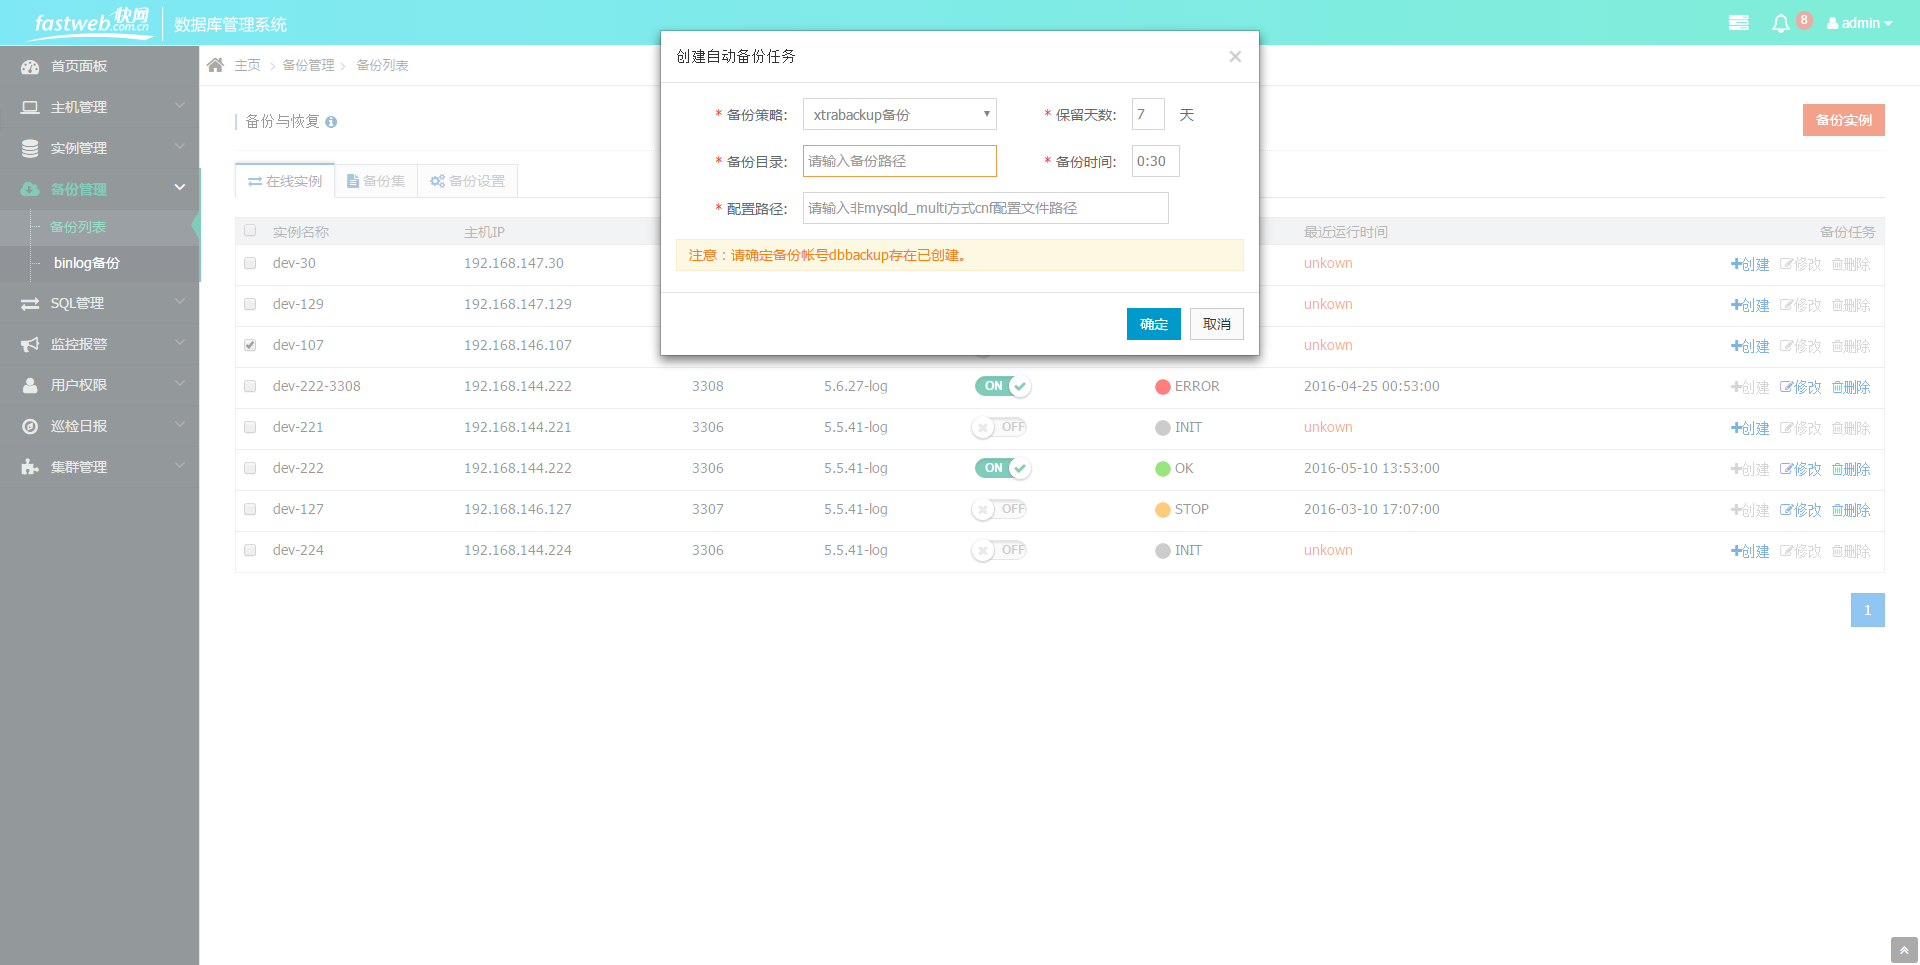 fastweb快网
.com.cn
数据库管理系统
8
admin
首页面板
主机管理
实例管理
备份管理
备份列表
binlog备份
SQL管理
监控报警
用户权限
巡检日报
集群管理
主页 > 备份管理 > 备份列表
备份与恢复
备份实例
在线实例 备份集 备份设置
创建自动备份任务 ×
* 备份策略: xtrabackup备份 * 保留天数: 7 天
* 备份目录: 请输入备份路径 * 备份时间: 0:30
* 配置路径: 请输入非mysqld_multi方式cnf配置文件路径
注意：请确定备份帐号dbbackup存在已创建。
确定 取消
实例名称 主机IP 最近运行时间 备份任务
dev-30 192.168.147.30 unkown 创建 修改 删除
dev-129 192.168.147.129 unkown 创建 修改 删除
dev-107 192.168.146.107 unkown 创建 修改 删除
dev-222-3308 192.168.144.222 3308 5.6.27-log ON ERROR 2016-04-25 00:53:00 创建 修改 删除
dev-221 192.168.144.221 3306 5.5.41-log OFF INIT unkown 创建 修改 删除
dev-222 192.168.144.222 3306 5.5.41-log ON OK 2016-05-10 13:53:00 创建 修改 删除
dev-127 192.168.146.127 3307 5.5.41-log OFF STOP 2016-03-10 17:07:00 创建 修改 删除
dev-224 192.168.144.224 3306 5.5.41-log OFF INIT unkown 创建 修改 删除
1